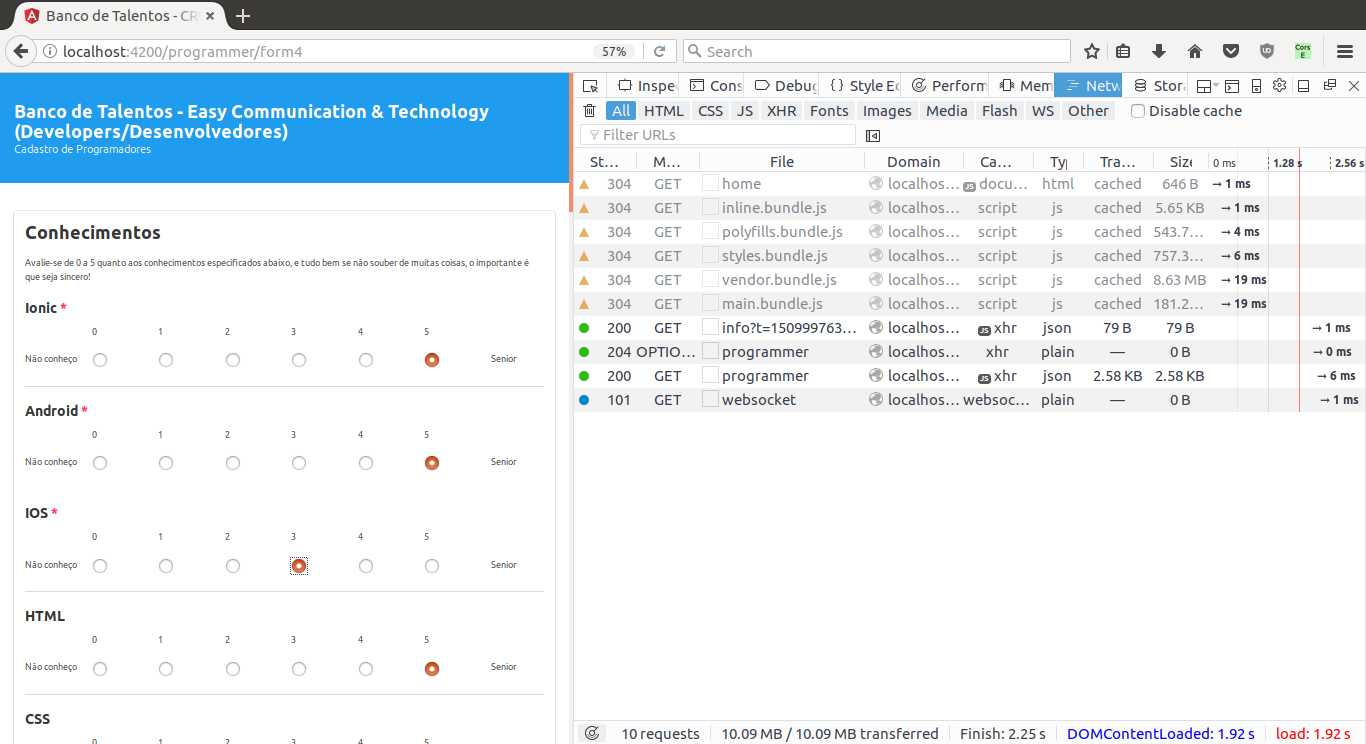 Banco de Talentos - CR
localhost:4200/programmer/form4
57%
Search
Cors
E
Banco de Talentos - Easy Communication & Technology
(Developers/Desenvolvedores)
Cadastro de Programadores
Conhecimentos
Avalie-se de 0 a 5 quanto aos conhecimentos especificados abaixo, e tudo bem se não souber de muitas coisas, o importante é
que seja sincero!
Ionic *
0 1 2 3 4 5
Não conheço Senior
Android *
0 1 2 3 4 5
Não conheço Senior
IOS *
0 1 2 3 4 5
Não conheço Senior
HTML
0 1 2 3 4 5
Não conheço Senior
CSS
0 1 2 3 4 5
Inspe Cons Debug { } Style Ed Perform Mem Netw Stor
All HTML CSS JS XHR Fonts Images Media Flash WS Other Disable cache
Filter URLs
St... M... File Domain Ca... Typ Tra... Size 0 ms 1.28 s 2.56 s
304 GET home localhos... JS docu... html cached 646 B → 1 ms
304 GET inline.bundle.js localhos... script js cached 5.65 KB → 1 ms
304 GET polyfills.bundle.js localhos... script js cached 543.7... → 4 ms
304 GET styles.bundle.js localhos... script js cached 757.3... → 6 ms
304 GET vendor.bundle.js localhos... script js cached 8.63 MB → 19 ms
304 GET main.bundle.js localhos... script js cached 181.2... → 19 ms
200 GET info?t=150999763... localhos... JS xhr json 79 B 79 B → 1 ms
204 OPTIO... programmer localhos... xhr plain — 0 B → 0 ms
200 GET programmer localhos... JS xhr json 2.58 KB 2.58 KB → 6 ms
101 GET websocket localhos... websoc... plain — 0 B → 1 ms
10 requests 10.09 MB / 10.09 MB transferred Finish: 2.25 s DOMContentLoaded: 1.92 s load: 1.92 s